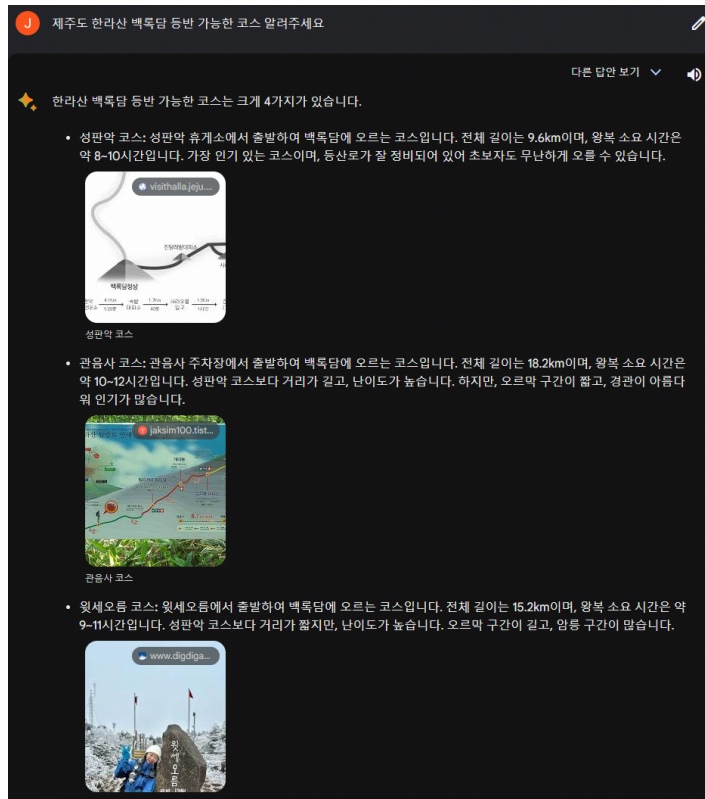 J
제주도 한라산 백록담 등반 가능한 코스 알려주세요
다른 답안 보기
한라산 백록담 등반 가능한 코스는 크게 4가지가 있습니다.
• 성판악 코스: 성판악 휴게소에서 출발하여 백록담에 오르는 코스입니다. 전체 길이는 9.6km이며, 왕복 소요 시간은
약 8~10시간입니다. 가장 인기 있는 코스이며, 등산로가 잘 정비되어 있어 초보자도 무난하게 오를 수 있습니다.
visithalla.jeju....
진달래밭대피소
백록담정상
성판악 코스
• 관음사 코스: 관음사 주차장에서 출발하여 백록담에 오르는 코스입니다. 전체 길이는 18.2km이며, 왕복 소요 시간은
약 10~12시간입니다. 성판악 코스보다 거리가 길고, 난이도가 높습니다. 하지만, 오르막 구간이 짧고, 경관이 아름다
워 인기가 많습니다.
jaksim100.tist...
관음사 코스
• 윗세오름 코스: 윗세오름에서 출발하여 백록담에 오르는 코스입니다. 전체 길이는 15.2km이며, 왕복 소요 시간은 약
9~11시간입니다. 성판악 코스보다 거리가 짧지만, 난이도가 높습니다. 오르막 구간이 길고, 암릉 구간이 많습니다.
www.digdiga...
윗세오름